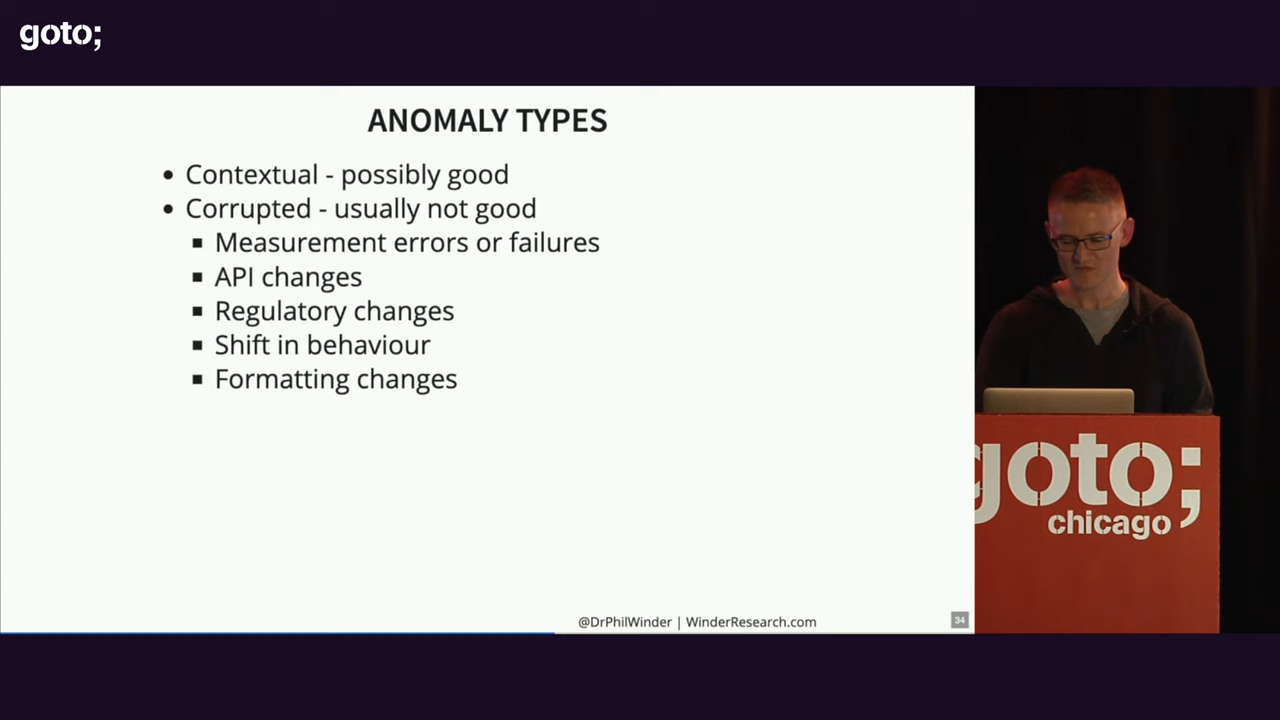 goto;
ANOMALY TYPES
• Contextual - possibly good
• Corrupted - usually not good
▪ Measurement errors or failures
▪ API changes
▪ Regulatory changes
▪ Shift in behaviour
▪ Formatting changes
@DrPhilWinder | WinderResearch.com
34
goto;
chicago